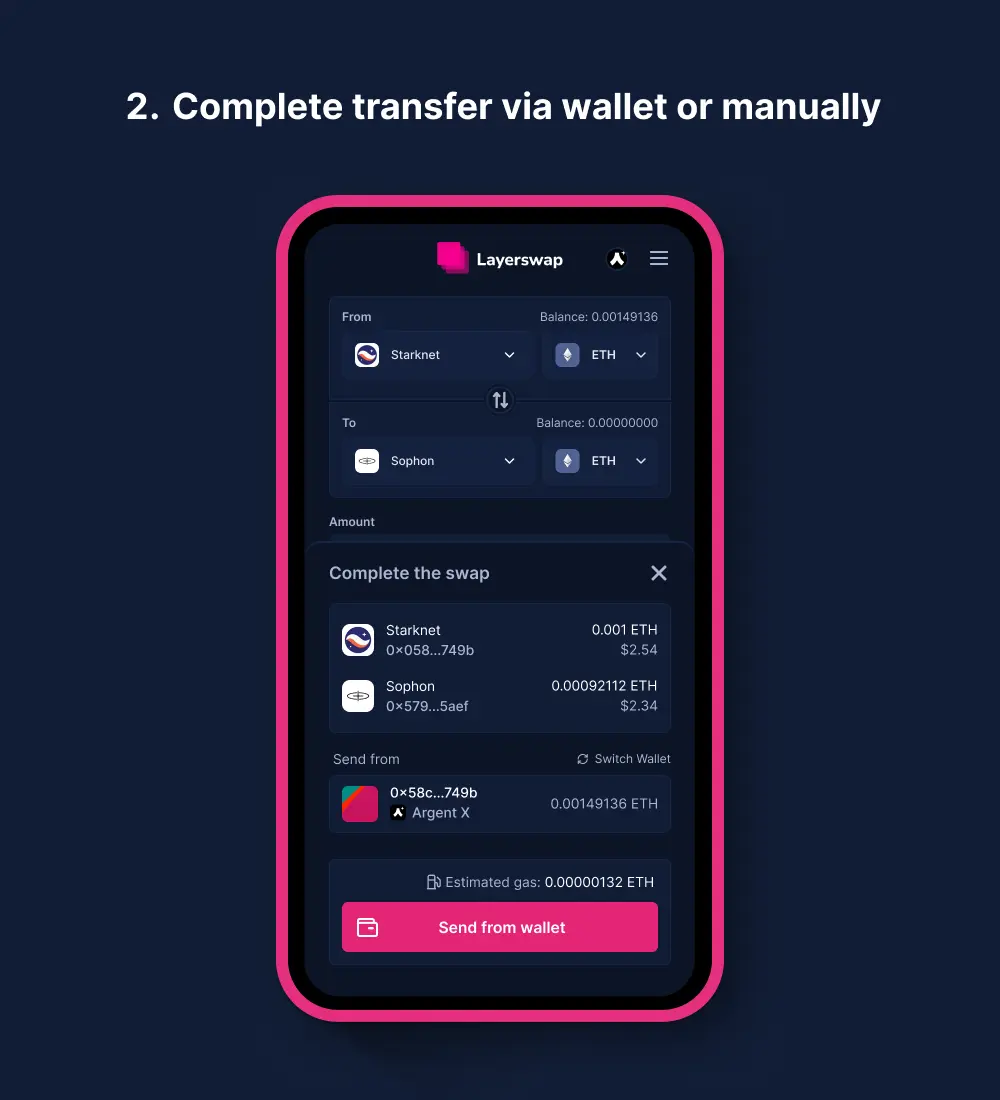 2. Complete transfer via wallet or manually
Layerswap
From
Balance: 0.00149136
Starknet
ETH
To
Balance: 0.00000000
Sophon
ETH
Amount
Complete the swap
Starknet
0.001 ETH
0×058...749b
$2.54
Sophon
0.00092112 ETH
0×579...5aef
$2.34
Send from
Switch Wallet
0×58c...749b
Argent X
0.00149136 ETH
Estimated gas: 0.00000132 ETH
Send from wallet